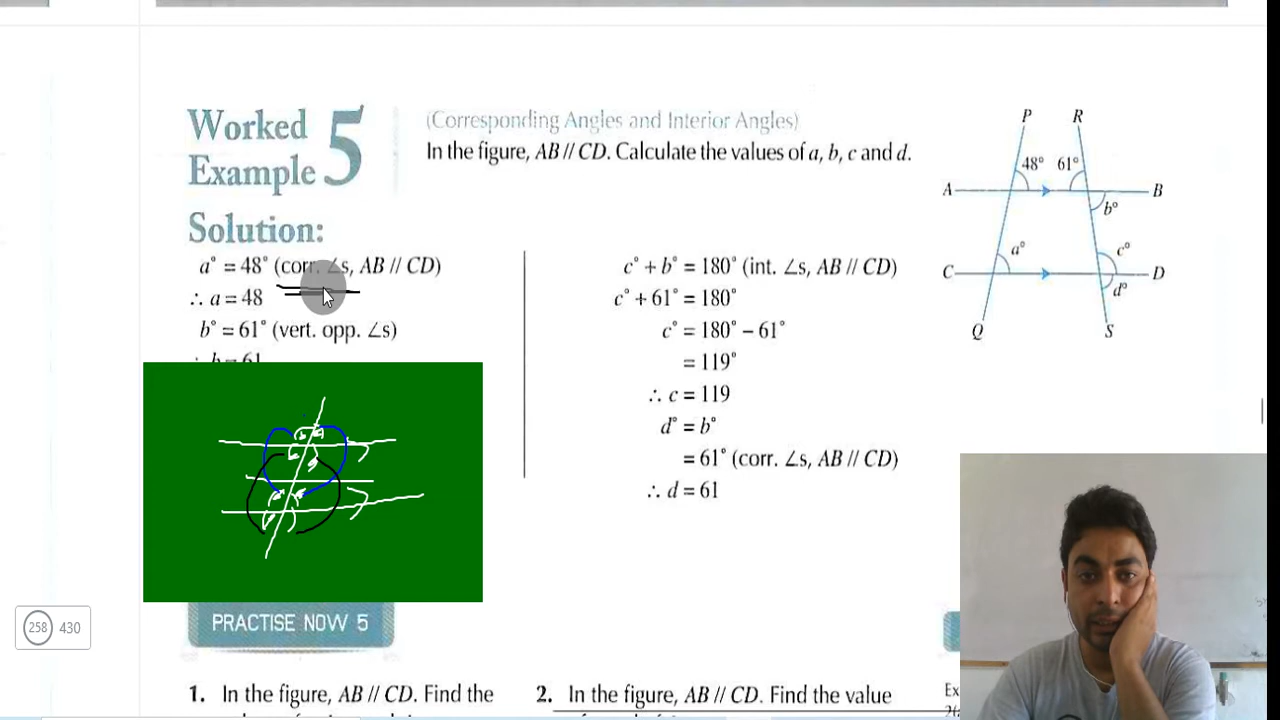 Worked
Example 5
(Corresponding Angles and Interior Angles)
In the figure, AB // CD. Calculate the values of a, b, c and d.
Solution:
a° = 48° (corr. ∠s, AB // CD)
∴ a = 48
b° = 61° (vert. opp. ∠s)
∴ b = 61
c° + b° = 180° (int. ∠s, AB // CD)
c° + 61° = 180°
c° = 180° – 61°
= 119°
∴ c = 119
d° = b°
= 61° (corr. ∠s, AB // CD)
∴ d = 61
P R
48° 61°
A B
b°
a° c°
C D
d°
Q S
PRACTISE NOW 5
258 430
1. In the figure, AB // CD. Find the
2. In the figure, AB // CD. Find the value
Ex